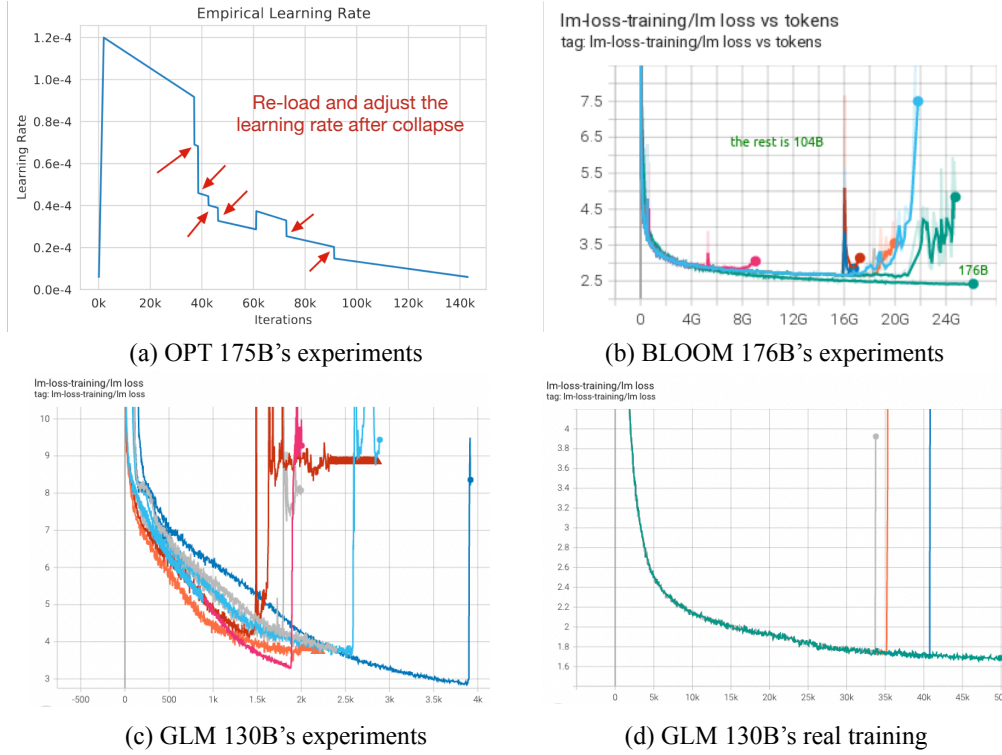 Empirical Learning Rate
1.2e-4
1.0e-4
0.8e-4
0.6e-4
0.4e-4
0.2e-4
0.0e-4
Learning Rate
Re-load and adjust the
learning rate after collapse
0K 20K 40K 60K 80K 100K 120K 140K
Iterations
(a) OPT 175B's experiments
lm-loss-training/lm loss vs tokens
tag: lm-loss-training/lm loss vs tokens
7.5
6.5
5.5
4.5
3.5
2.5
the rest is 104B
176B
0 4G 8G 12G 16G 20G 24G
(b) BLOOM 176B's experiments
lm-loss-training/lm loss
tag: lm-loss-training/lm loss
10
9
8
7
6
5
4
3
-500 0 500 1k 1.5k 2k 2.5k 3k 3.5k 4k
(c) GLM 130B's experiments
lm-loss-training/lm loss
tag: lm-loss-training/lm loss
4
3.8
3.6
3.4
3.2
3
2.8
2.6
2.4
2.2
2
1.8
1.6
0 5k 10k 15k 20k 25k 30k 35k 40k 45k 50
(d) GLM 130B's real training